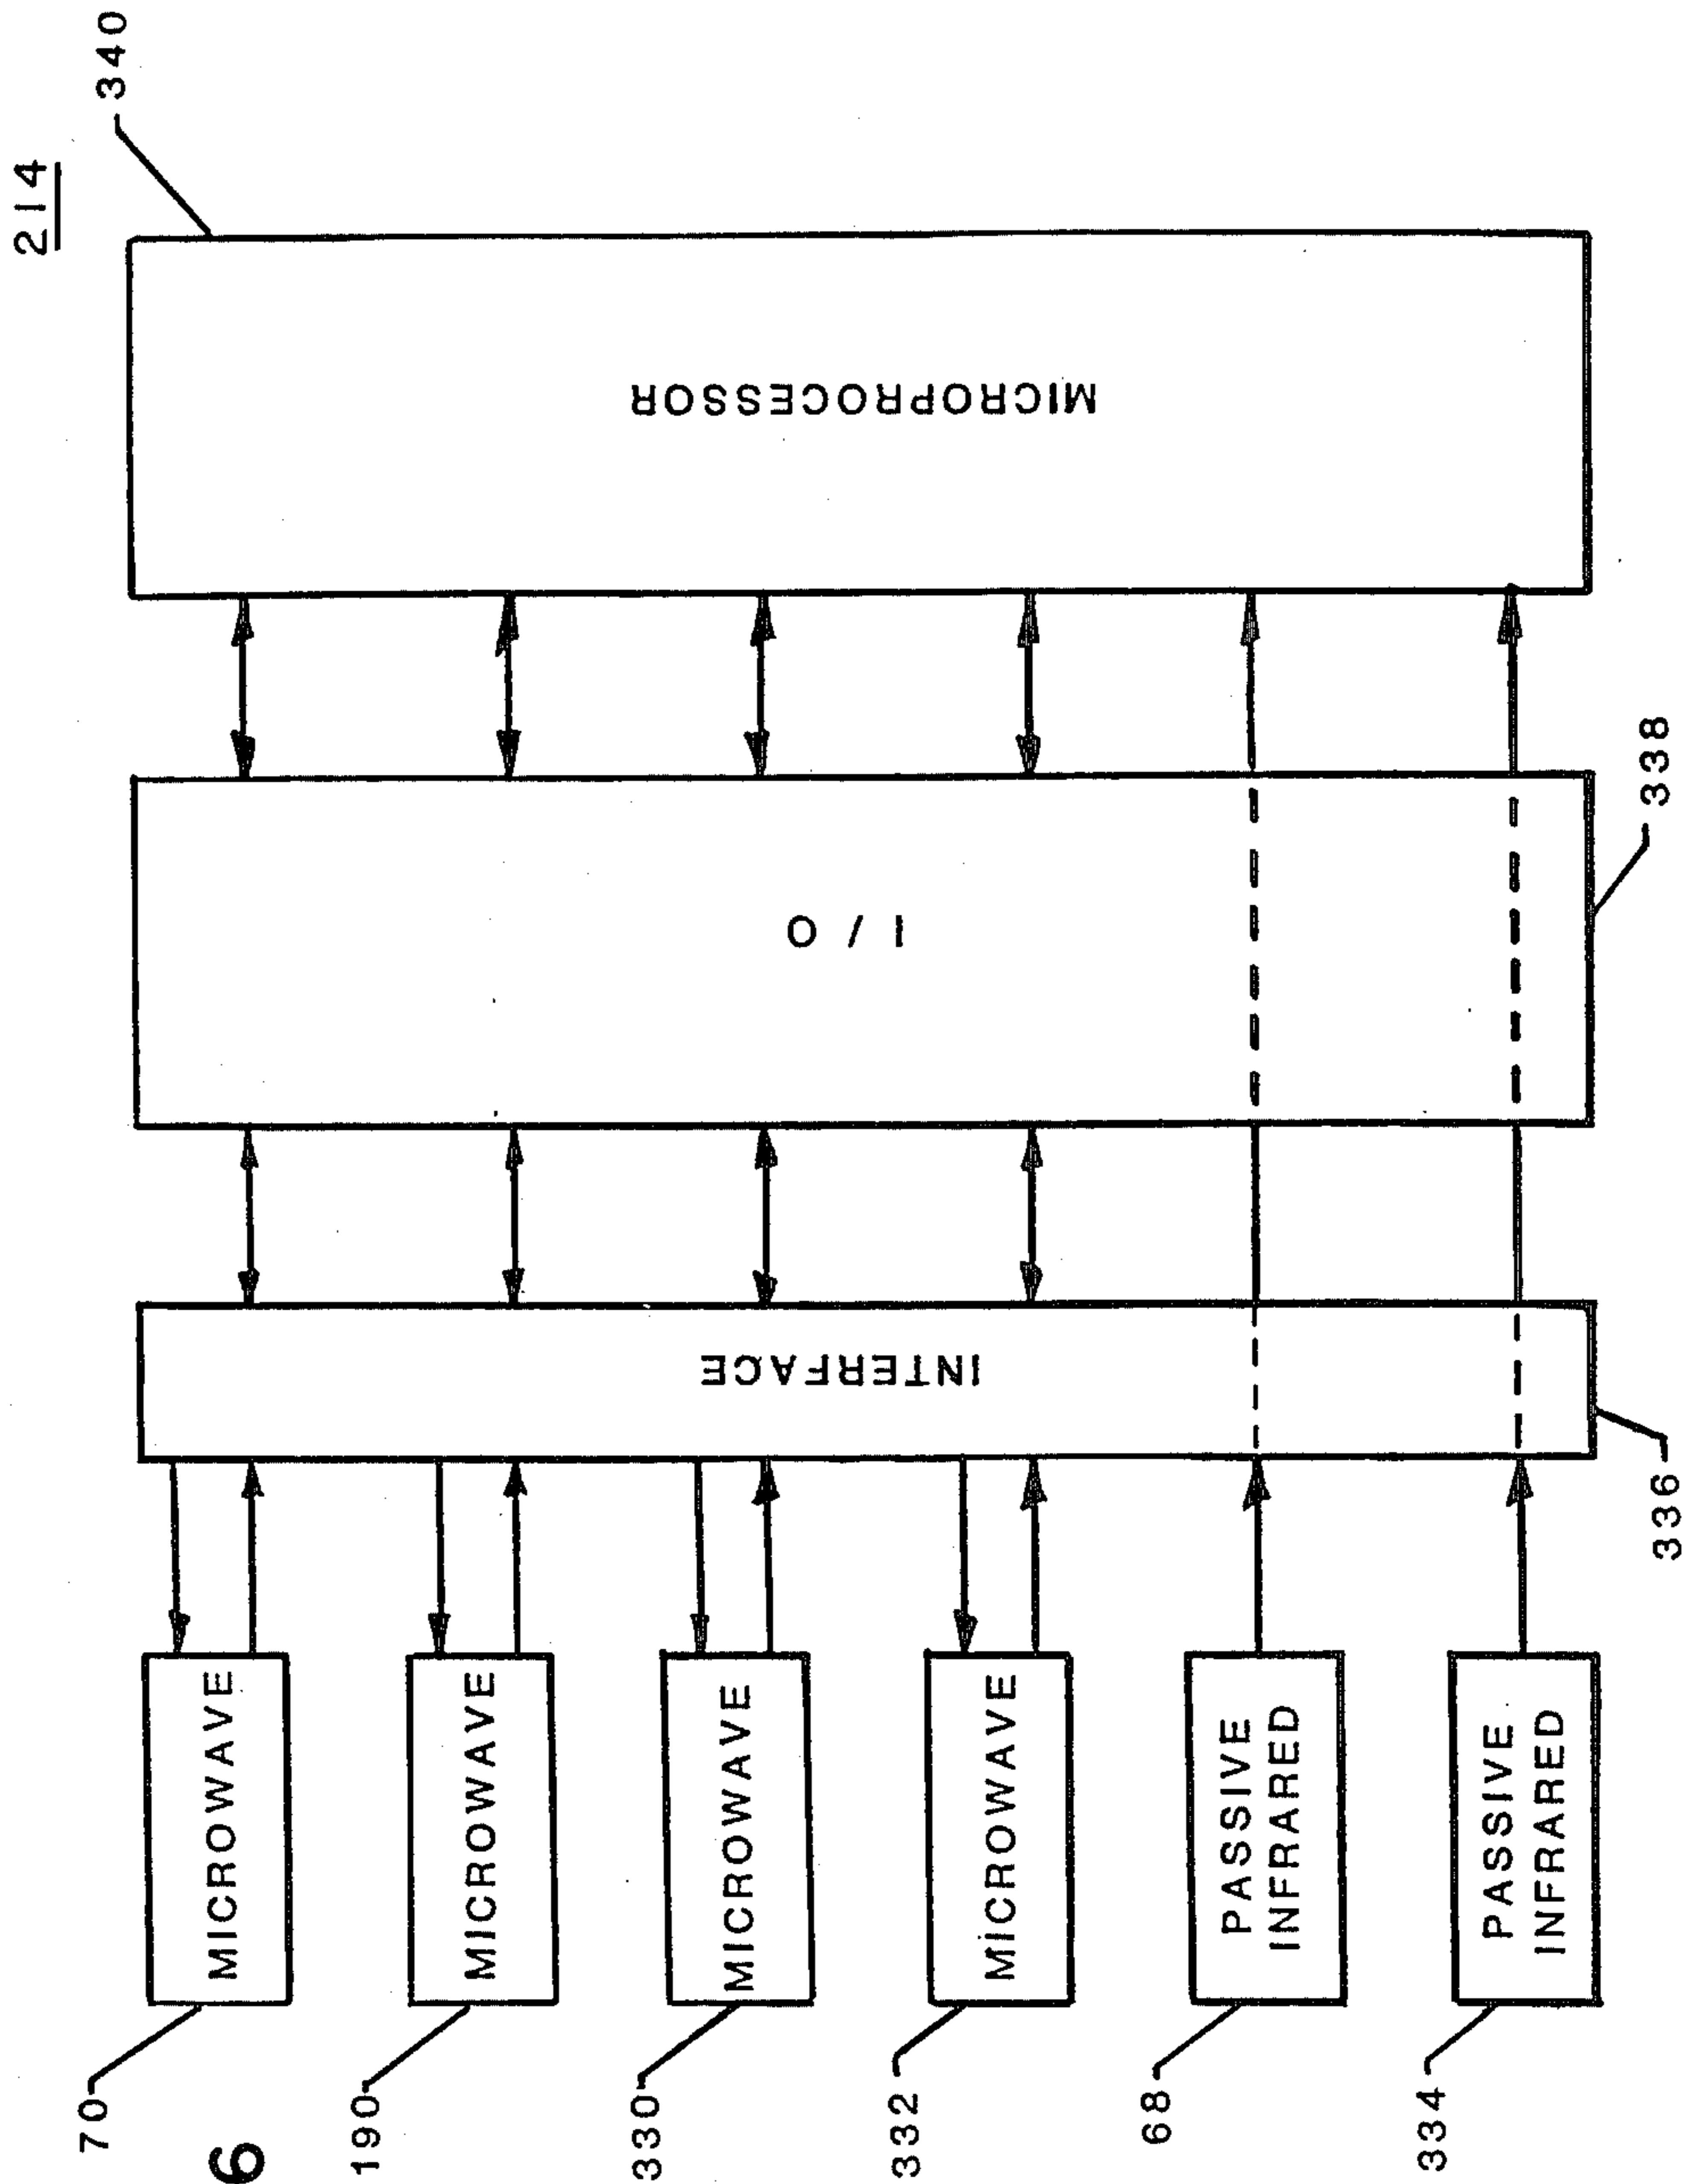 214
340
MICROPROCESSOR
I / O
338
INTERFACE
336
70
MICROWAVE
190
MICROWAVE
330
MICROWAVE
332
MICROWAVE
68
PASSIVE
INFRARED
334
PASSIVE
INFRARED
6